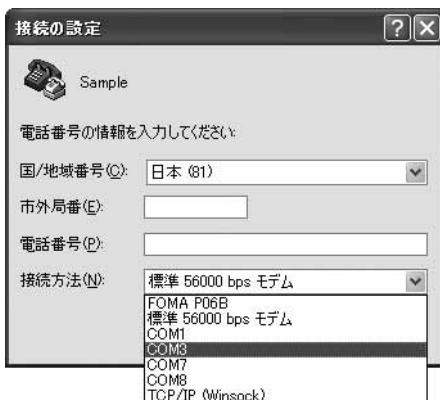 接続の設定
Sample
電話番号の情報を入力してください:
国/地域番号(C): 日本 (81)
市外局番(E):
電話番号(P):
接続方法(N): 標準 56000 bps モデム
FOMA P06B
標準 56000 bps モデム
COM1
COM3
COM7
COM8
TCP/IP (Winsock)